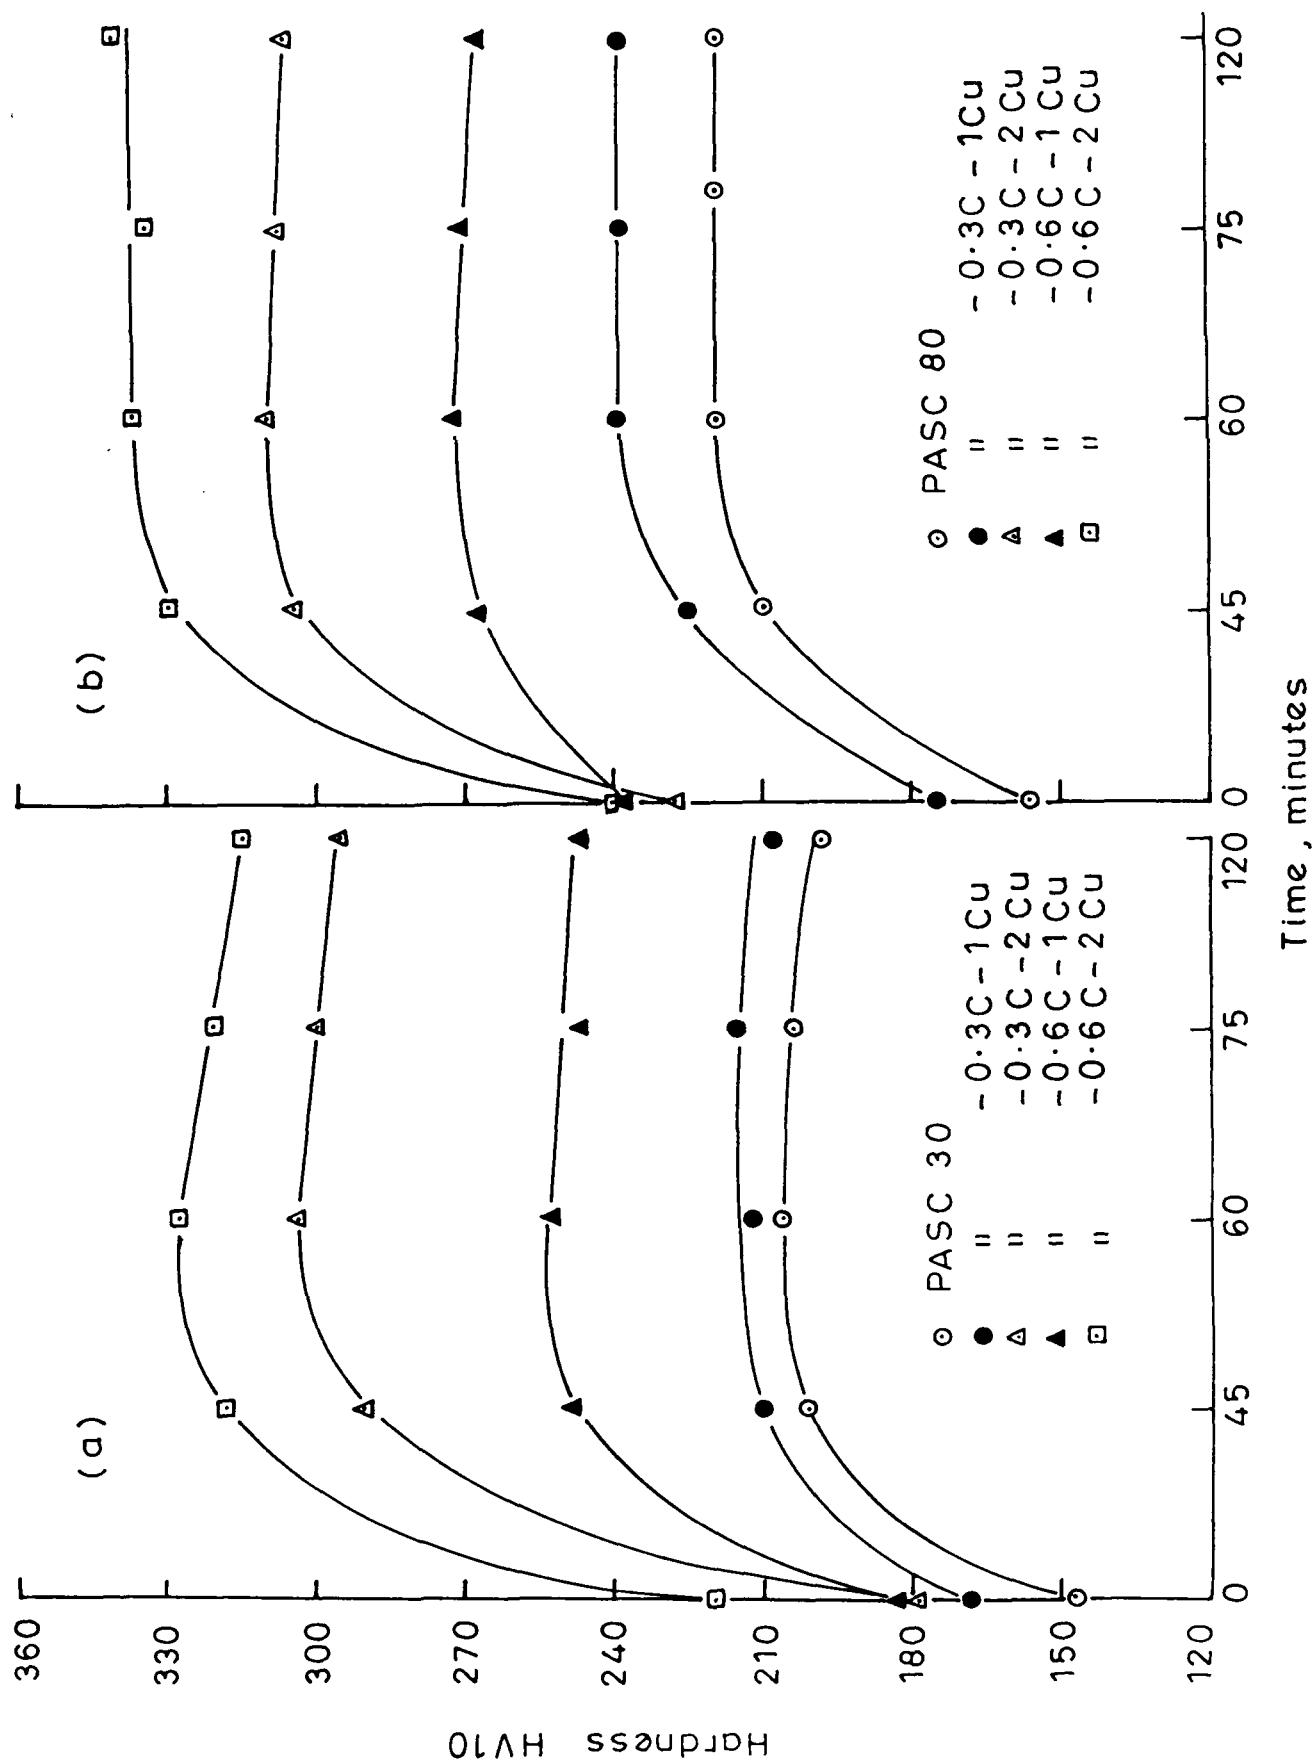 (a)
(b)
360
330
300
270
240
210
180
150
120
Hardness HV10
⊙ PASC 30
● " -0·3C-1Cu
△ " -0·3C-2Cu
▲ " -0·6C-1Cu
⊡ " -0·6C-2Cu
⊙ PASC 80
● " -0·3C-1Cu
△ " -0·3C-2Cu
▲ " -0·6C-1Cu
⊡ " -0·6C-2Cu
0 45 60 75 120
0 45 60 75 120
Time, minutes